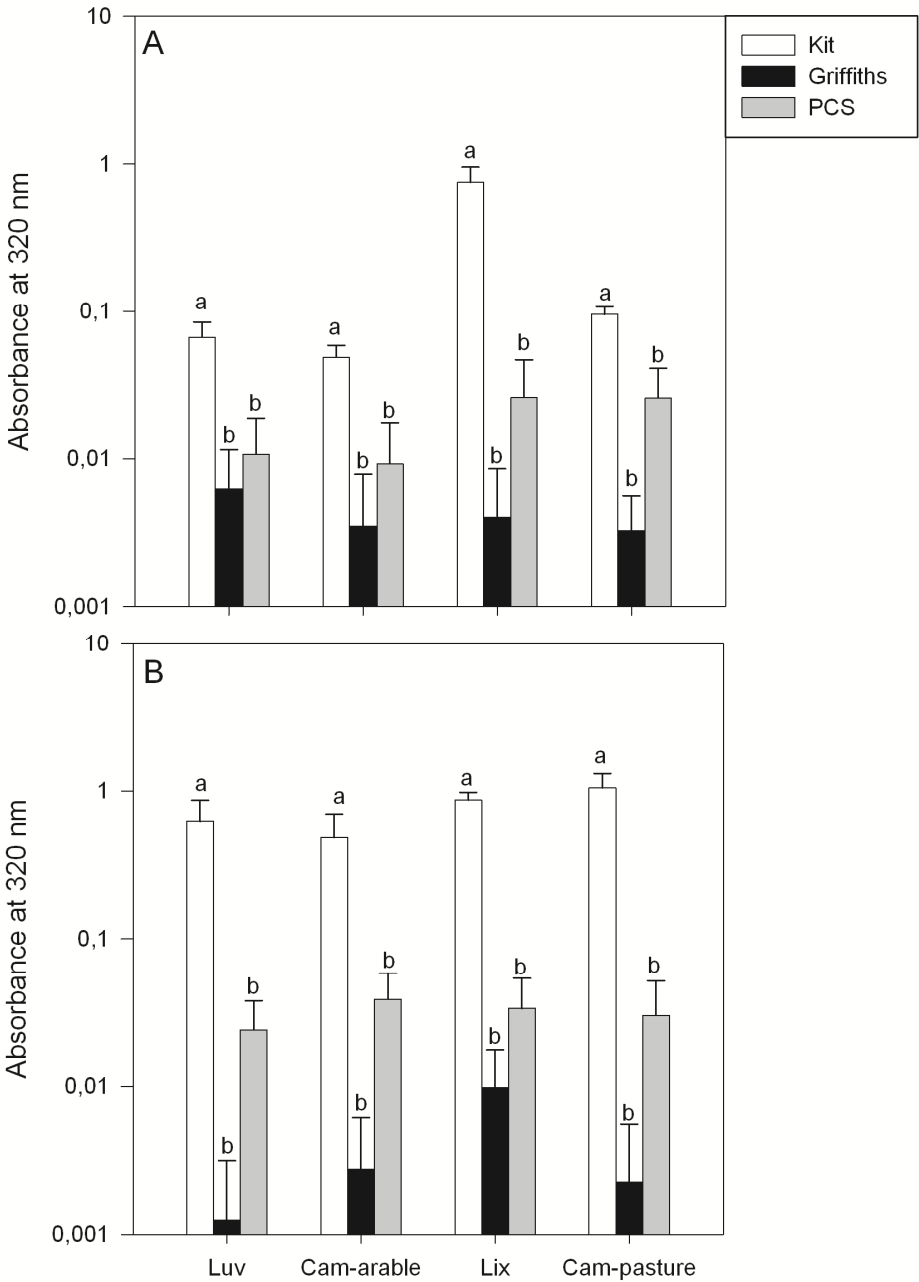 10
A
Kit
Griffiths
PCS
a
1
Absorbance at 320 nm
a
a
a
0,1
b
b
b
b
0,01
b
b
b
b
0,001
10
B
a
a
a
a
1
Absorbance at 320 nm
0,1
b
b
b
b
b
0,01
b
b
b
0,001
Luv Cam-arable Lix Cam-pasture